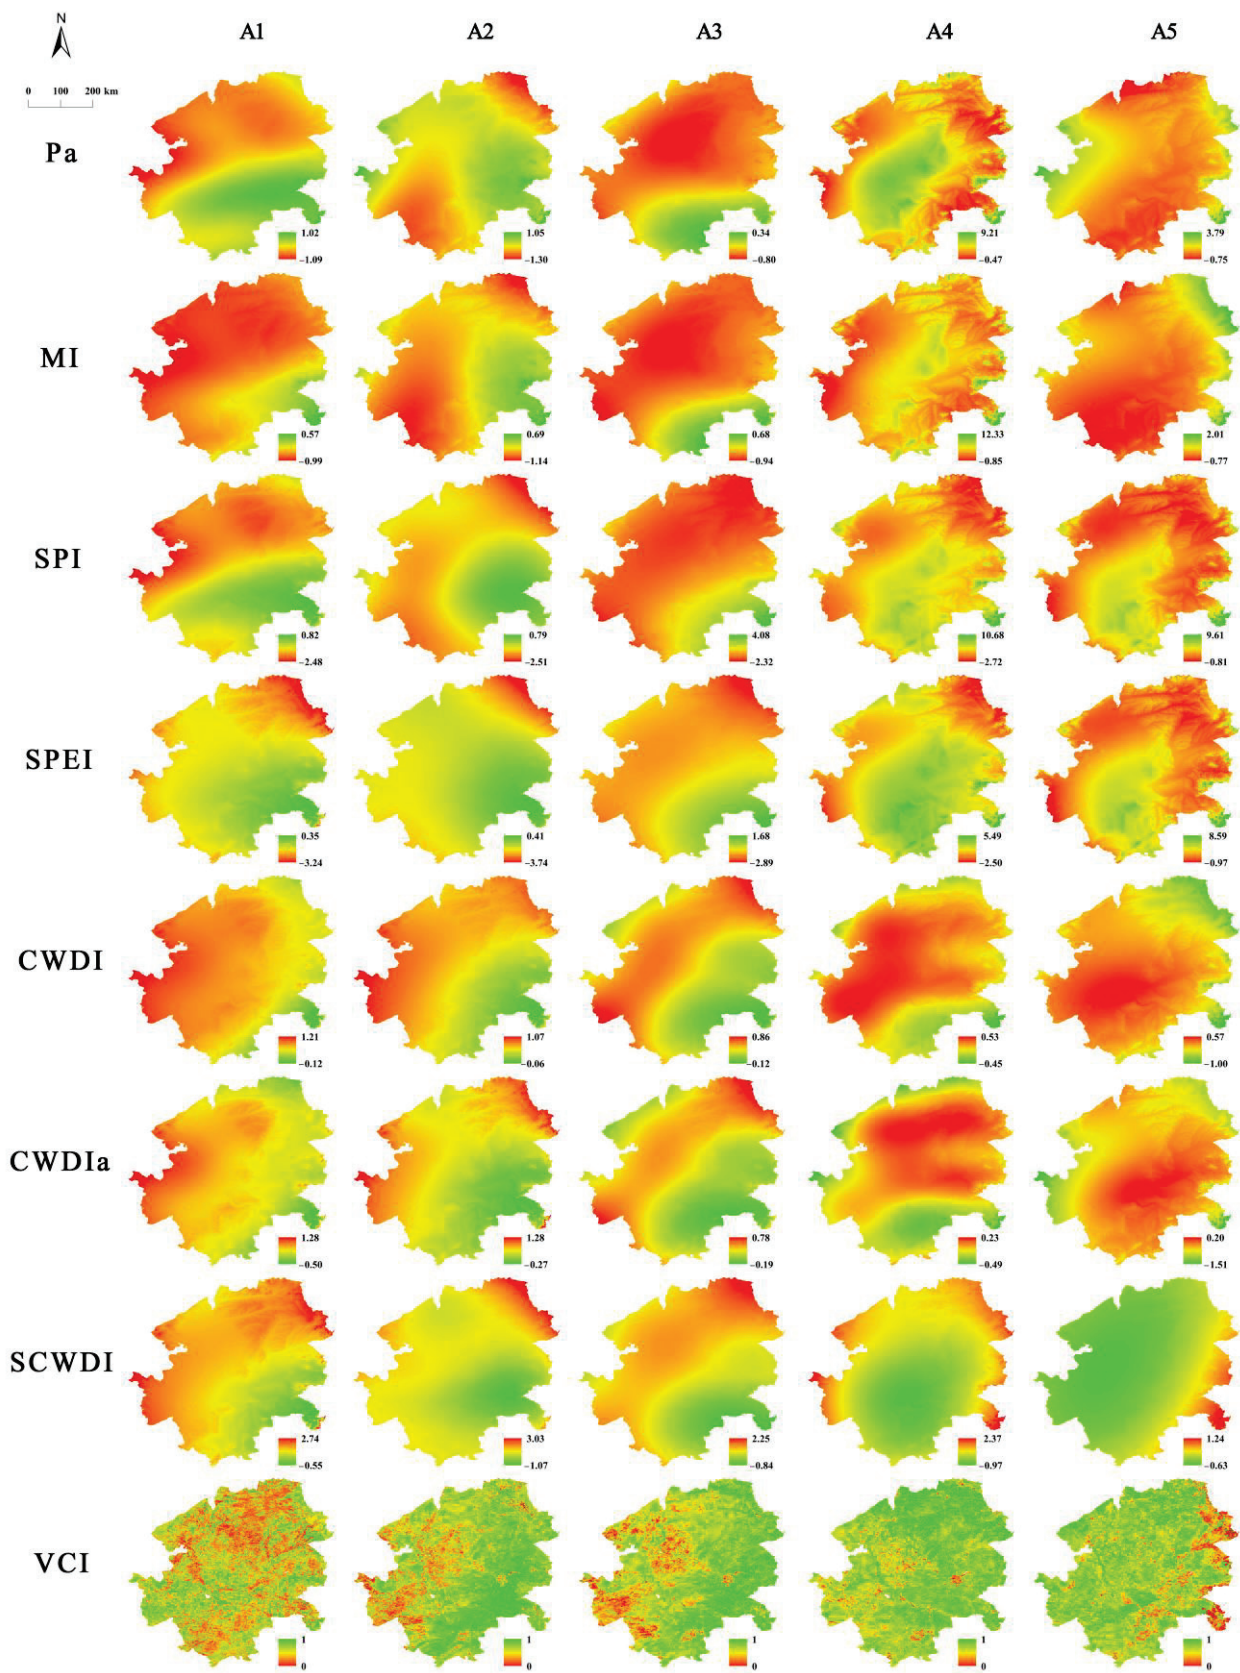 N
A1 A2 A3 A4 A5
0 100 200 km
Pa
1.02 1.05 0.34 9.21 3.79
−1.09 −1.30 −0.80 −0.47 −0.75
MI
0.57 0.69 0.68 12.33 2.01
−0.99 −1.14 −0.94 −0.85 −0.77
SPI
0.82 0.79 4.08 10.68 9.61
−2.48 −2.51 −2.32 −2.72 −0.81
SPEI
0.35 0.41 1.68 5.49 8.59
−3.24 −3.74 −2.89 −2.50 −0.97
CWDI
1.21 1.07 0.86 0.53 0.57
−0.12 −0.06 −0.12 −0.45 −1.00
CWDIa
1.28 1.28 0.78 0.23 0.20
−0.50 −0.27 −0.19 −0.49 −1.51
SCWDI
2.74 3.03 2.25 2.37 1.24
−0.55 −1.07 −0.84 −0.97 −0.63
VCI
1 1 1 1 1
0 0 0 0 0